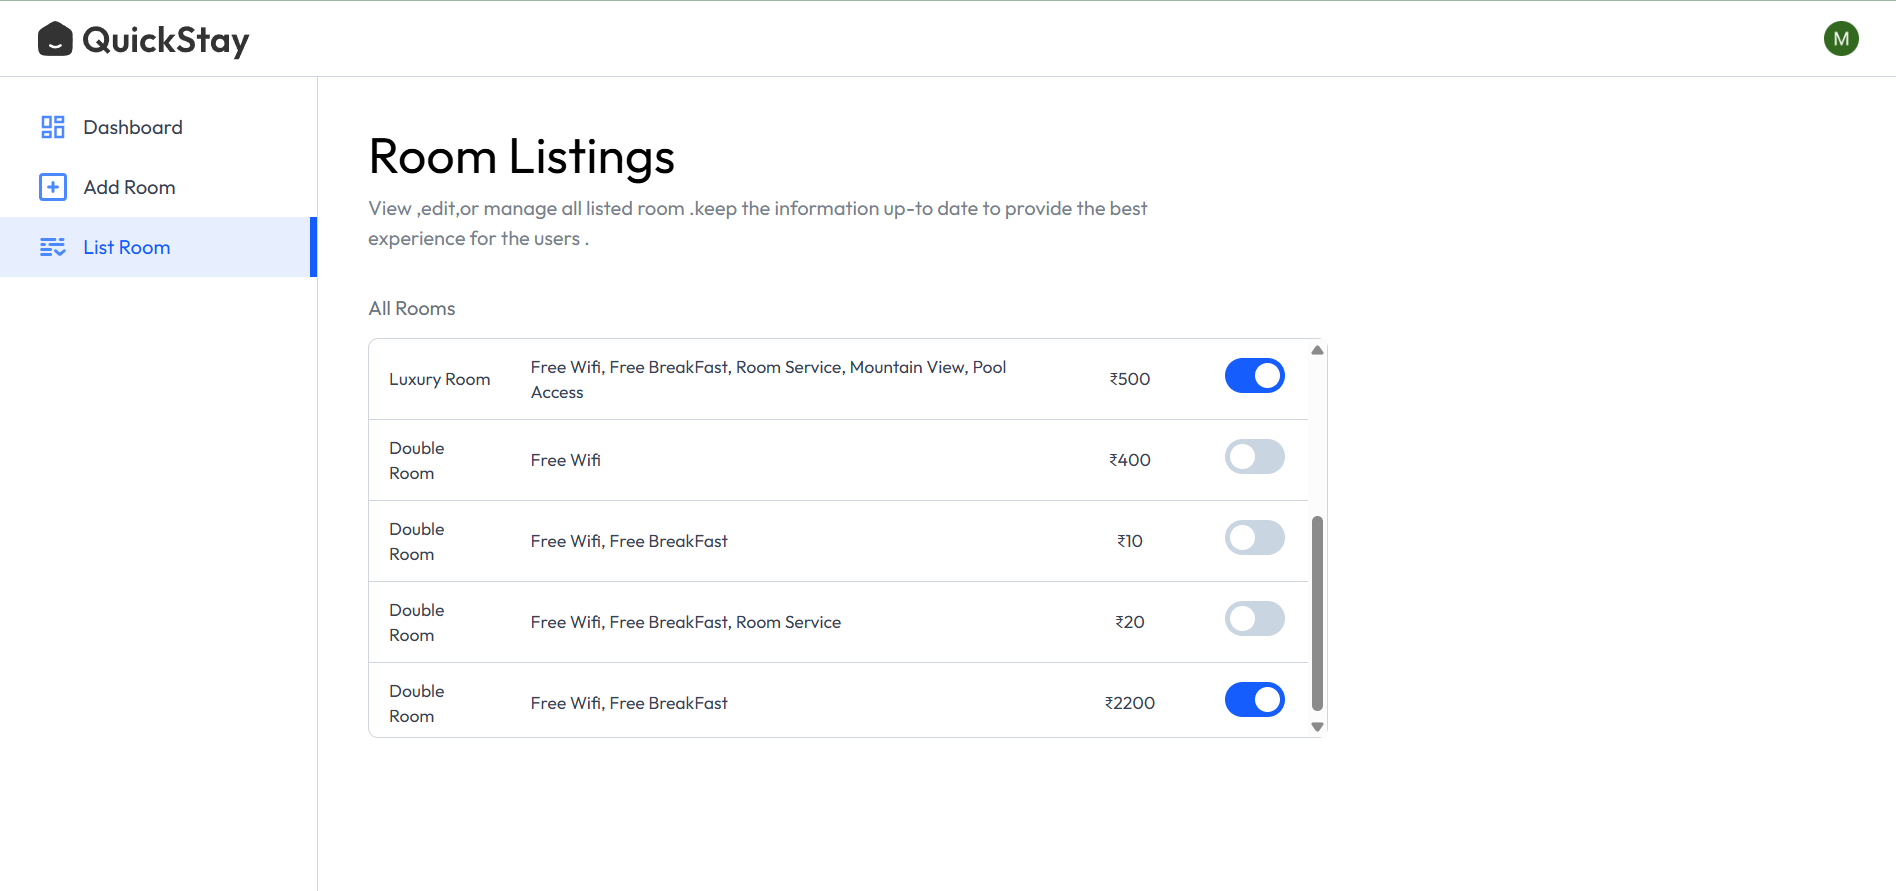 QuickStay
M
Dashboard
Add Room
List Room
Room Listings
View ,edit,or manage all listed room .keep the information up-to date to provide the best
experience for the users .
All Rooms
Luxury Room
Free Wifi, Free BreakFast, Room Service, Mountain View, Pool
Access
₹500
Double
Room
Free Wifi
₹400
Double
Room
Free Wifi, Free BreakFast
₹10
Double
Room
Free Wifi, Free BreakFast, Room Service
₹20
Double
Room
Free Wifi, Free BreakFast
₹2200